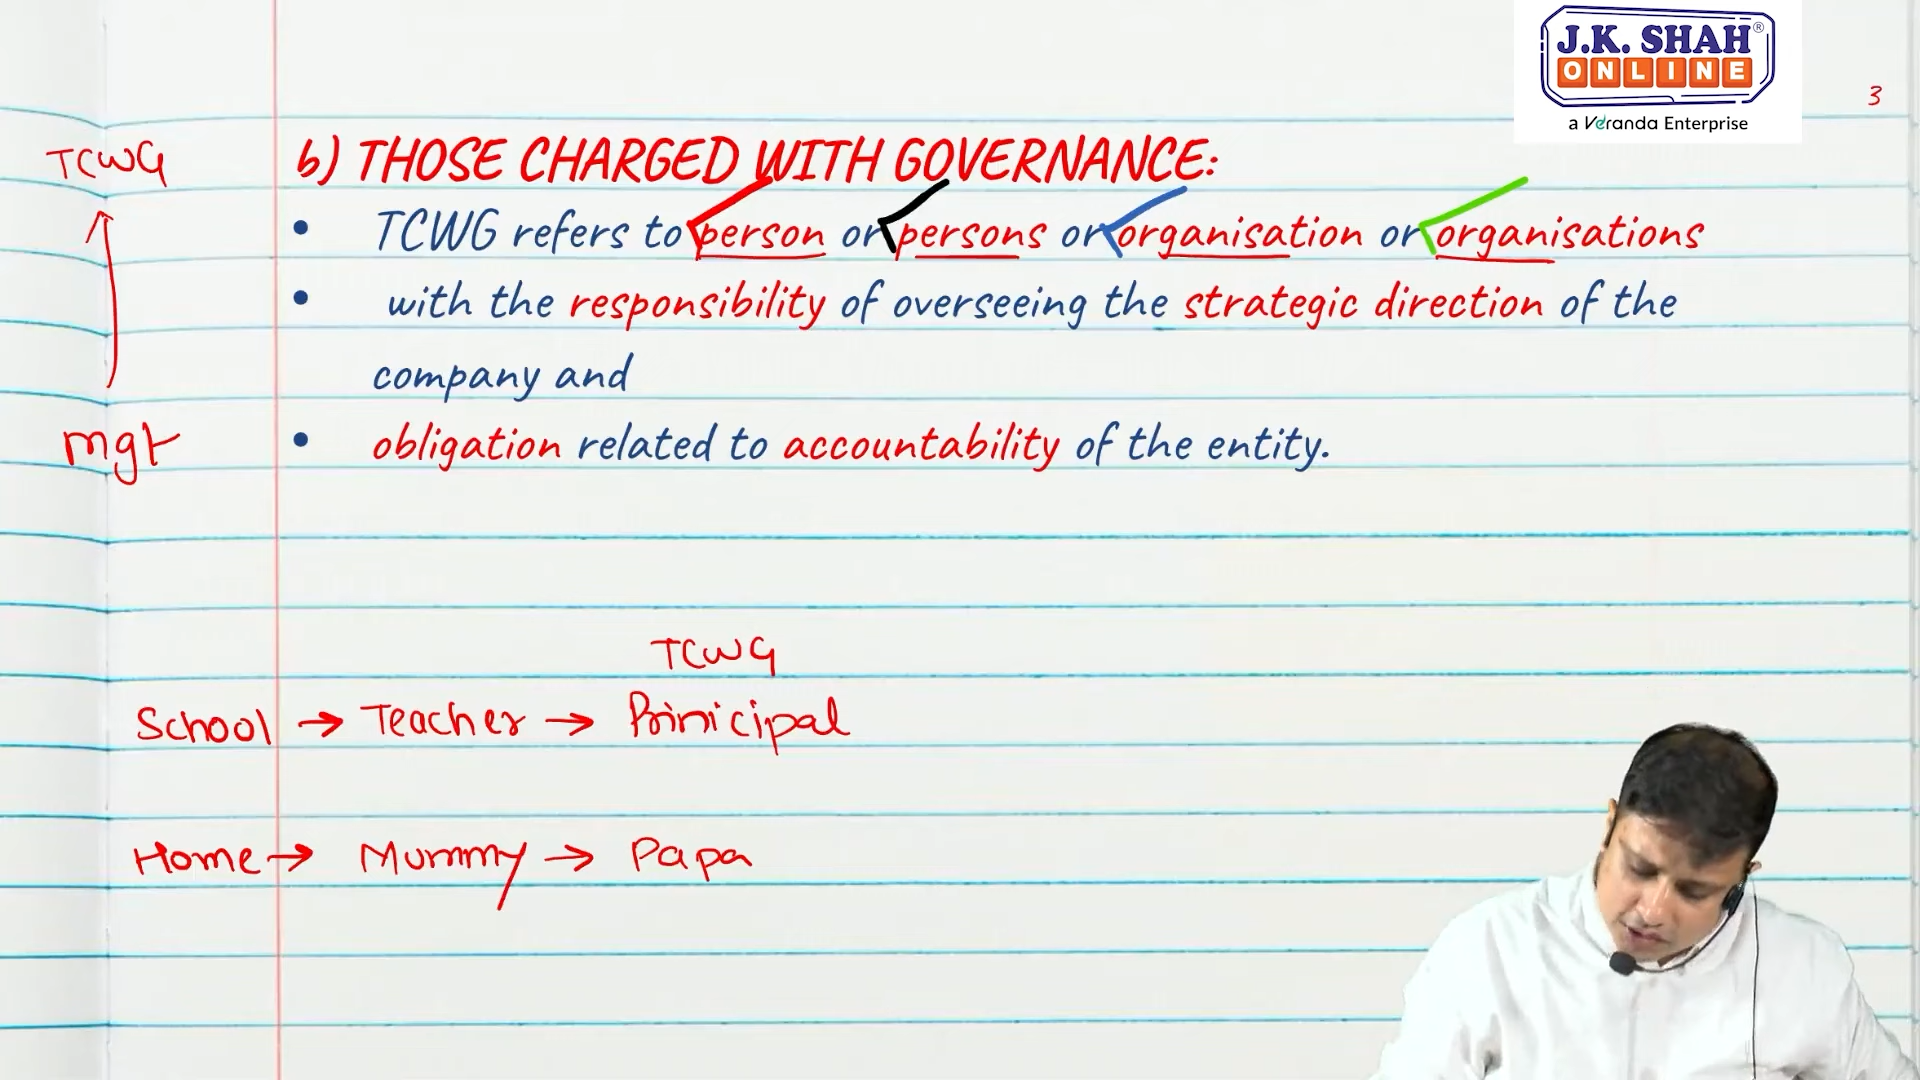 J.K. SHAH®
ONLINE
a Veranda Enterprise
3
TCWG
b) THOSE CHARGED WITH GOVERNANCE:
• TCWG refers to person or persons or organisation or organisations
• with the responsibility of overseeing the strategic direction of the
company and
mgt
• obligation related to accountability of the entity.
TCWG
School → Teacher → Prinicipal
Home → Mummy → Papa